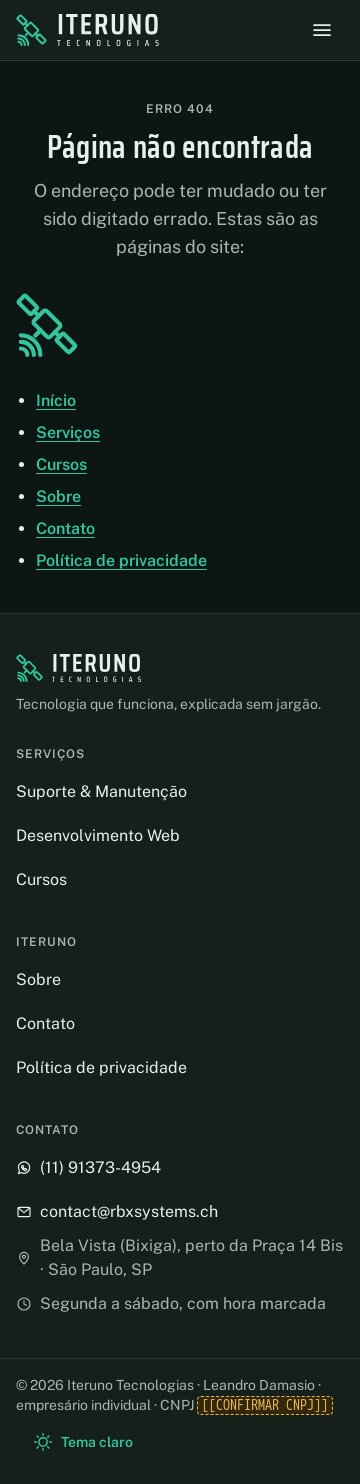 ITERUNO
TECNOLOGIAS
ERRO 404
Página não encontrada
O endereço pode ter mudado ou ter
sido digitado errado. Estas são as
páginas do site:
Início
Serviços
Cursos
Sobre
Contato
Política de privacidade
ITERUNO
TECNOLOGIAS
Tecnologia que funciona, explicada sem jargão.
SERVIÇOS
Suporte & Manutenção
Desenvolvimento Web
Cursos
ITERUNO
Sobre
Contato
Política de privacidade
CONTATO
(11) 91373-4954
contact@rbxsystems.ch
Bela Vista (Bixiga), perto da Praça 14 Bis
· São Paulo, SP
Segunda a sábado, com hora marcada
© 2026 Iteruno Tecnologias · Leandro Damasio ·
empresário individual · CNPJ [[CONFIRMAR CNPJ]]
Tema claro